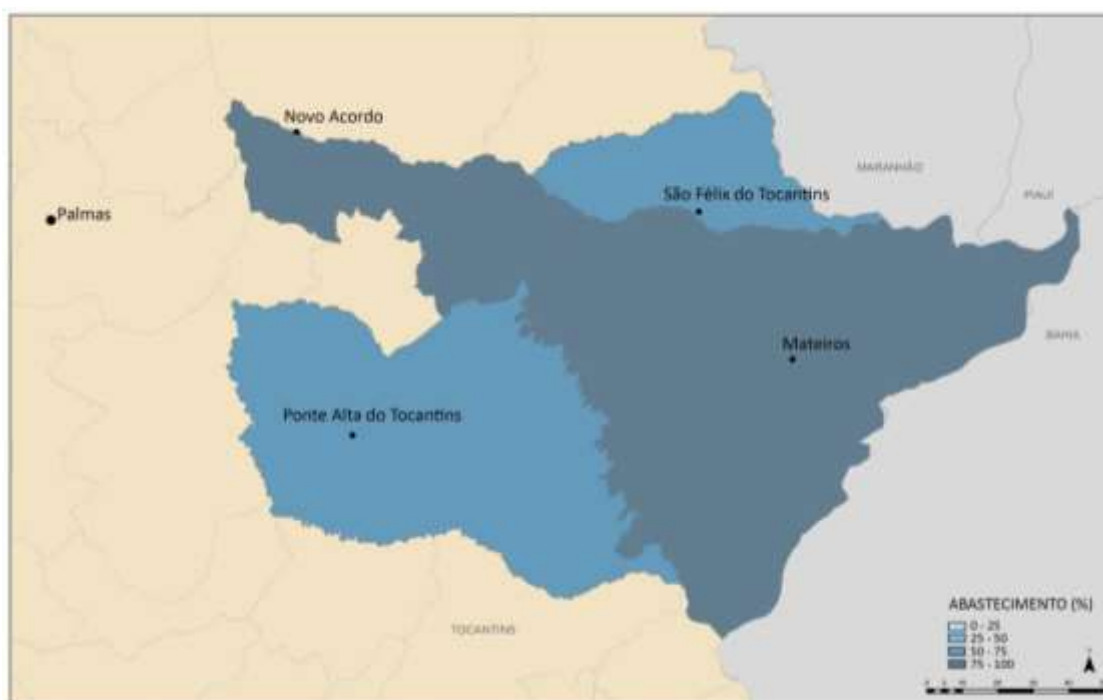 Novo Acordo
MARANHÃO
São Félix do Tocantins
PIAUÍ
Palmas
BAHIA
Mateiros
Ponte Alta do Tocantins
TOCANTINS
ABASTECIMENTO (%)
0 - 25
25 - 50
50 - 75
75 - 100